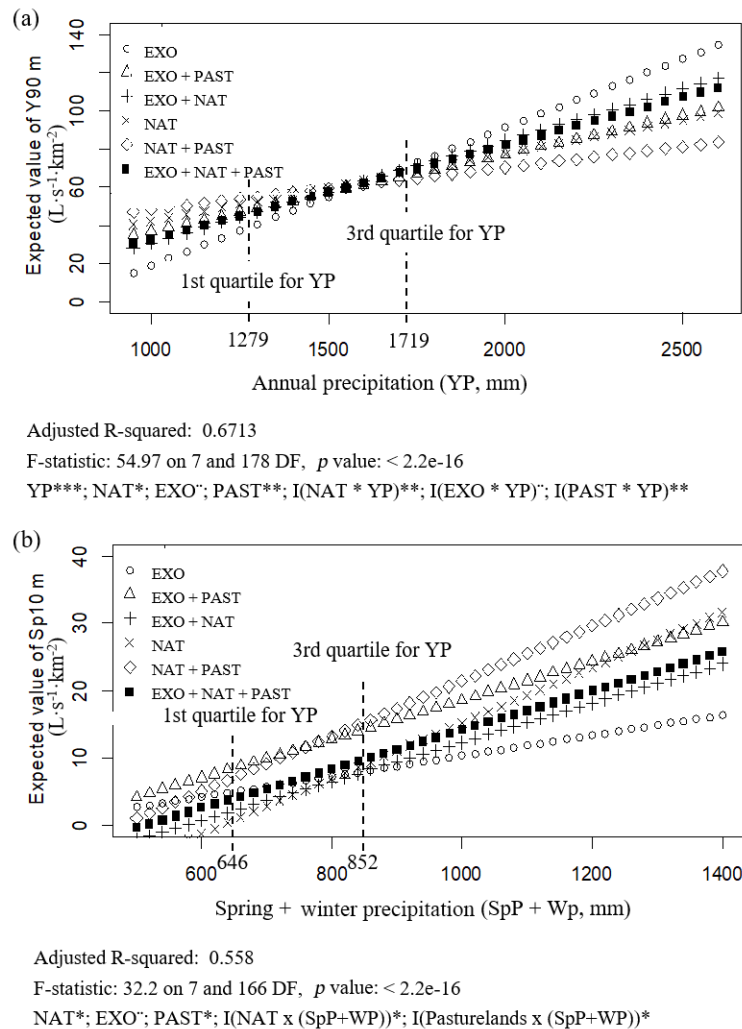 (a)
Expected value of Y90 m
(L·s⁻¹·km⁻²)
140
100
60
40
20
0
EXO
EXO + PAST
EXO + NAT
NAT
NAT + PAST
EXO + NAT + PAST
3rd quartile for YP
1st quartile for YP
1000 1279 1500 1719 2000 2500
Annual precipitation (YP, mm)
Adjusted R-squared: 0.6713
F-statistic: 54.97 on 7 and 178 DF, p value: < 2.2e-16
YP***; NAT*; EXO¨; PAST**; I(NAT * YP)**; I(EXO * YP)¨; I(PAST * YP)**
(b)
Expected value of Sp10 m
(L·s⁻¹·km⁻²)
40
30
20
10
0
EXO
EXO + PAST
EXO + NAT
NAT
NAT + PAST
EXO + NAT + PAST
3rd quartile for YP
1st quartile for YP
600 646 800 852 1000 1200 1400
Spring + winter precipitation (SpP + Wp, mm)
Adjusted R-squared: 0.558
F-statistic: 32.2 on 7 and 166 DF, p value: < 2.2e-16
NAT*; EXO¨; PAST*; I(NAT x (SpP+WP))*; I(Pasturelands x (SpP+WP))*